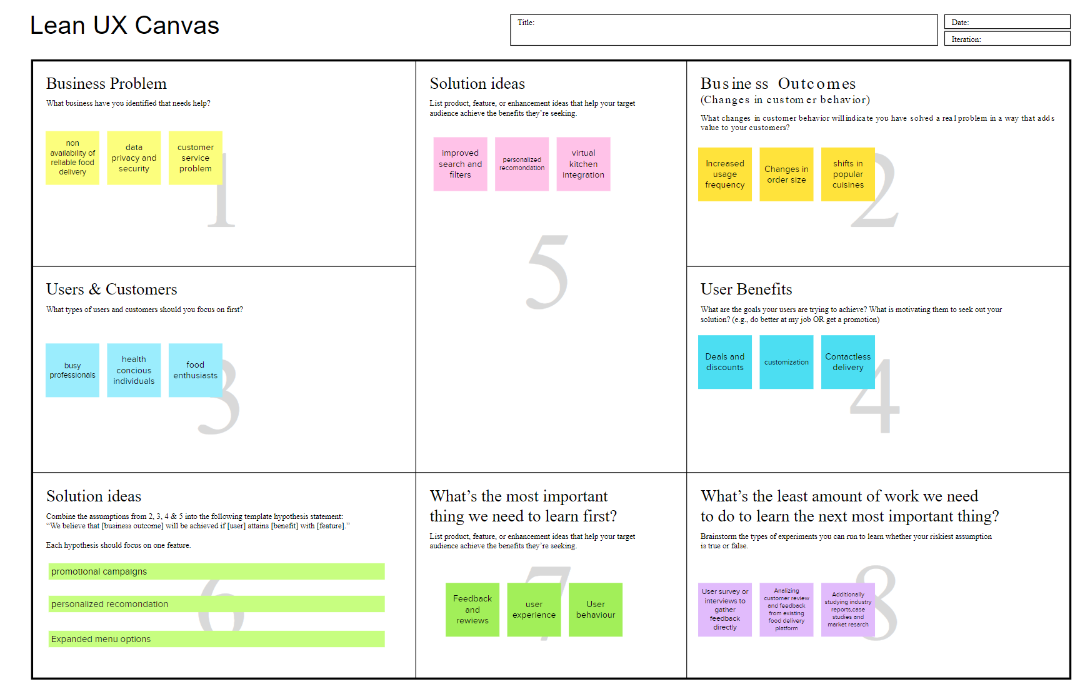 Lean UX Canvas
Title:
Date:
Iteration:
Business Problem
What business have you identified that needs help?
non
availability of
reliable food
delivery
data
privacy and
security
customer
service
problem
1
Solution ideas
List product, feature, or enhancement ideas that help your target
audience achieve the benefits they're seeking.
improved
search and
filters
personalized
recomondation
virtual
kitchen
integration
5
Business Outcomes
(Changes in customer behavior)
What changes in customer behavior will indicate you have solved a real problem in a way that adds
value to your customers?
Increased
usage
frequency
Changes in
order size
shifts in
popular
cuisines
2
Users & Customers
What types of users and customers should you focus on first?
busy
professionals
health
concious
individuals
food
enthusiasts
3
User Benefits
What are the goals your users are trying to achieve? What is motivating them to seek out your
solution? (e.g., do better at my job OR get a promotion)
Deals and
discounts
customization
Contactless
delivery
4
Solution ideas
Combine the assumptions from 2, 3, 4 & 5 into the following template hypothesis statement:
“We believe that [business outcome] will be achieved if [user] attains [benefit] with [feature].”
Each hypothesis should focus on one feature.
promotional campaigns
personalized recomondation
Expanded menu options
6
What's the most important
thing we need to learn first?
List product, feature, or enhancement ideas that help your target
audience achieve the benefits they're seeking.
Feedback
and
rewiews
user
experience
User
behaviour
7
What's the least amount of work we need
to do to learn the next most important thing?
Brainstorm the types of experiments you can run to learn whether your riskiest assumption
is true or false.
User survey or
interviews to
gather
feedback
directly
Analizing
customer review
and feedback
from existing
food delivery
platform
Additionally
studying industry
reports,case
studies and
market rsearch
8